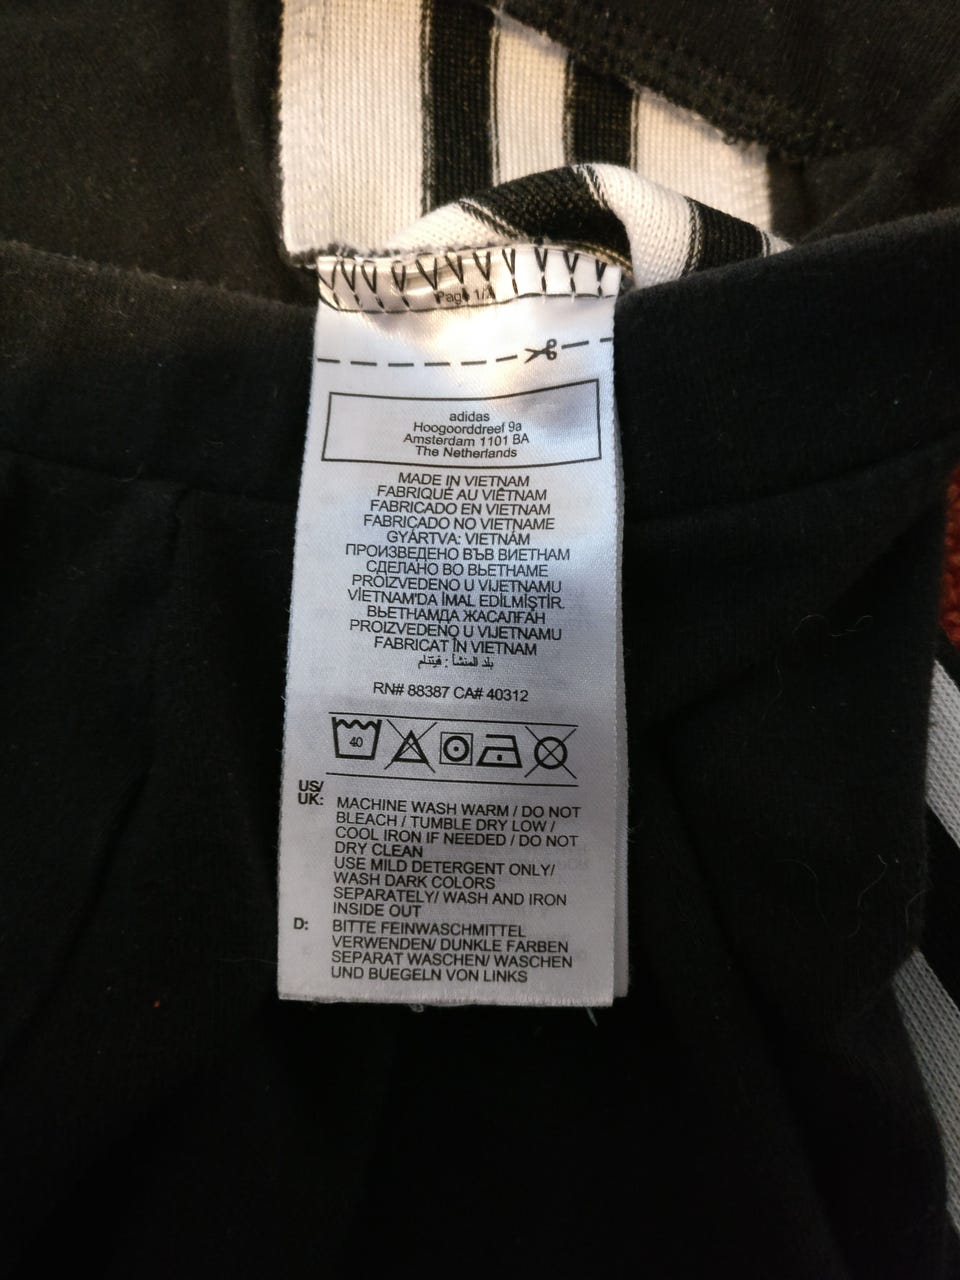 Page 1/
adidas
Hoogoorddreef 9a
Amsterdam 1101 BA
The Netherlands
MADE IN VIETNAM
FABRIQUÉ AU VIÊTNAM
FABRICADO EN VIETNAM
FABRICADO NO VIETNAME
GYÁRTVA: VIETNÁM
ПРОИЗВЕДЕНО ВЪВ ВИЕТНАМ
СДЕЛАНО ВО ВЬЕТНАМЕ
PROIZVEDENO U VIJETNAMU
VİETNAM'DA İMAL EDİLMİŞTİR.
ВЬЕТНАМДА ЖАСАЛҒАН
PROIZVEDENO U VIJETNAMU
FABRICAT ÎN VIETNAM
بلد المنشأ : فيتنام
RN# 88387 CA# 40312
40
US/
UK:
MACHINE WASH WARM / DO NOT
BLEACH / TUMBLE DRY LOW /
COOL IRON IF NEEDED / DO NOT
DRY CLEAN
USE MILD DETERGENT ONLY/
WASH DARK COLORS
SEPARATELY/ WASH AND IRON
INSIDE OUT
D: BITTE FEINWASCHMITTEL
VERWENDEN/ DUNKLE FARBEN
SEPARAT WASCHEN/ WASCHEN
UND BUEGELN VON LINKS